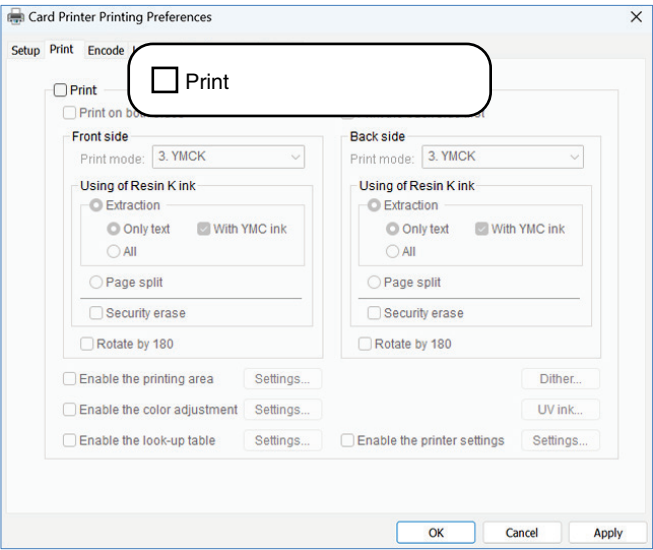 Card Printer Printing Preferences
Setup Print Encode
Print
Print
Print on
Front side
Print mode: 3. YMCK
Using of Resin K ink
Extraction
Only text With YMC ink
All
Page split
Security erase
Rotate by 180
Back side
Print mode: 3. YMCK
Using of Resin K ink
Extraction
Only text With YMC ink
All
Page split
Security erase
Rotate by 180
Enable the printing area Settings...
Dither...
Enable the color adjustment Settings...
UV ink...
Enable the look-up table Settings...
Enable the printer settings Settings...
OK Cancel Apply